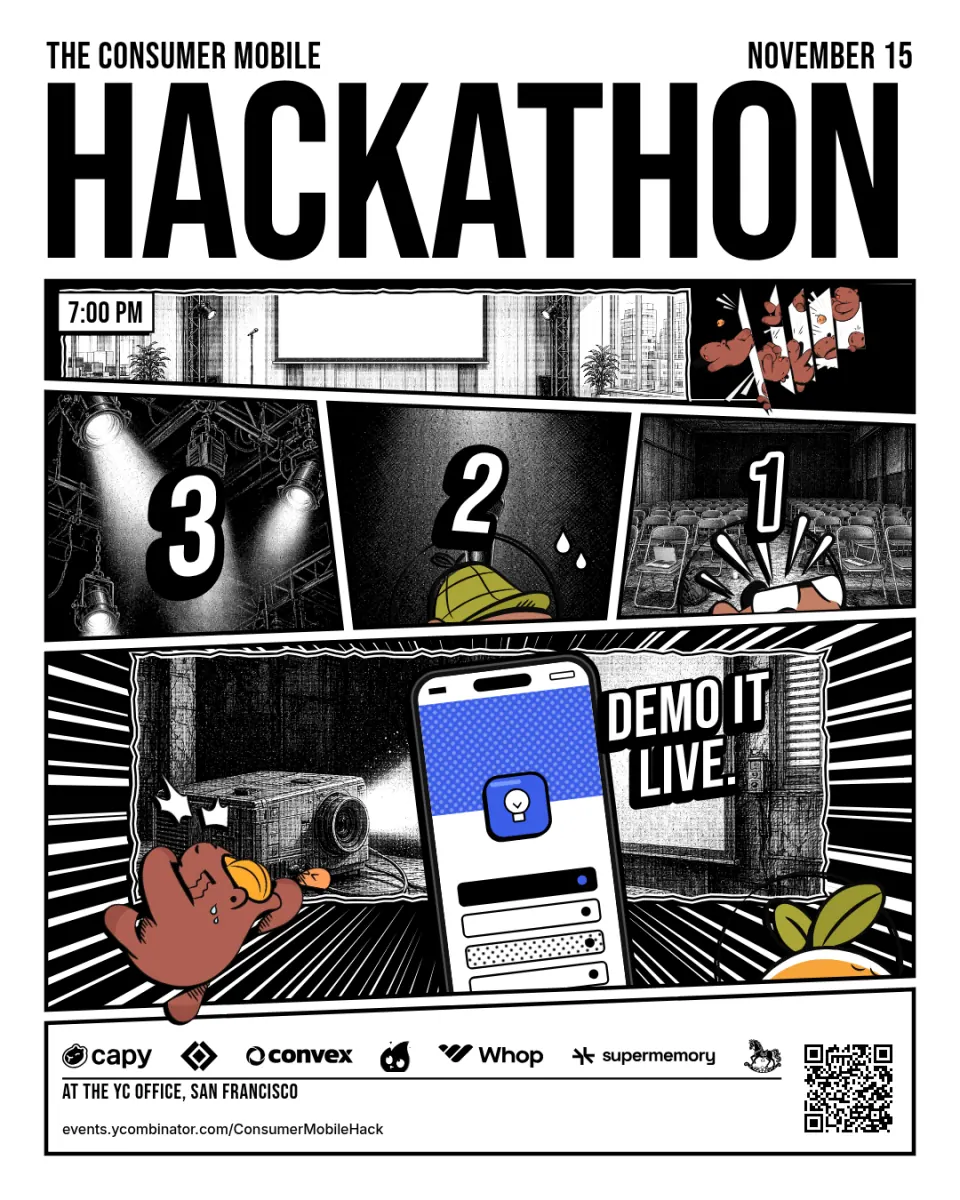 THE CONSUMER MOBILE
NOVEMBER 15
HACKATHON
7:00 PM
3
2
1
DEMO IT
LIVE.
capy
convex
Whop
supermemory
AT THE YC OFFICE, SAN FRANCISCO
events.ycombinator.com/ConsumerMobileHack